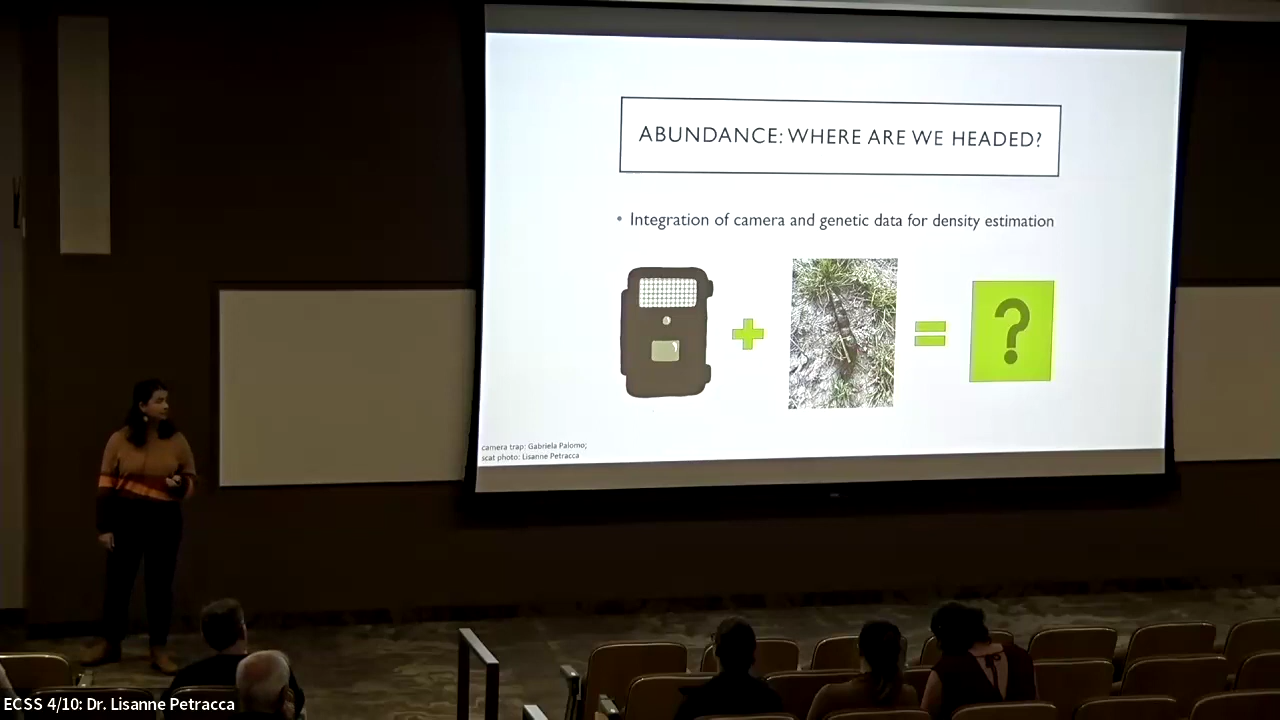 ABUNDANCE: WHERE ARE WE HEADED?
• Integration of camera and genetic data for density estimation
?
camera trap: Gabriela Palomo;
scat photo: Lisanne Petracca
ECSS 4/10: Dr. Lisanne Petracca